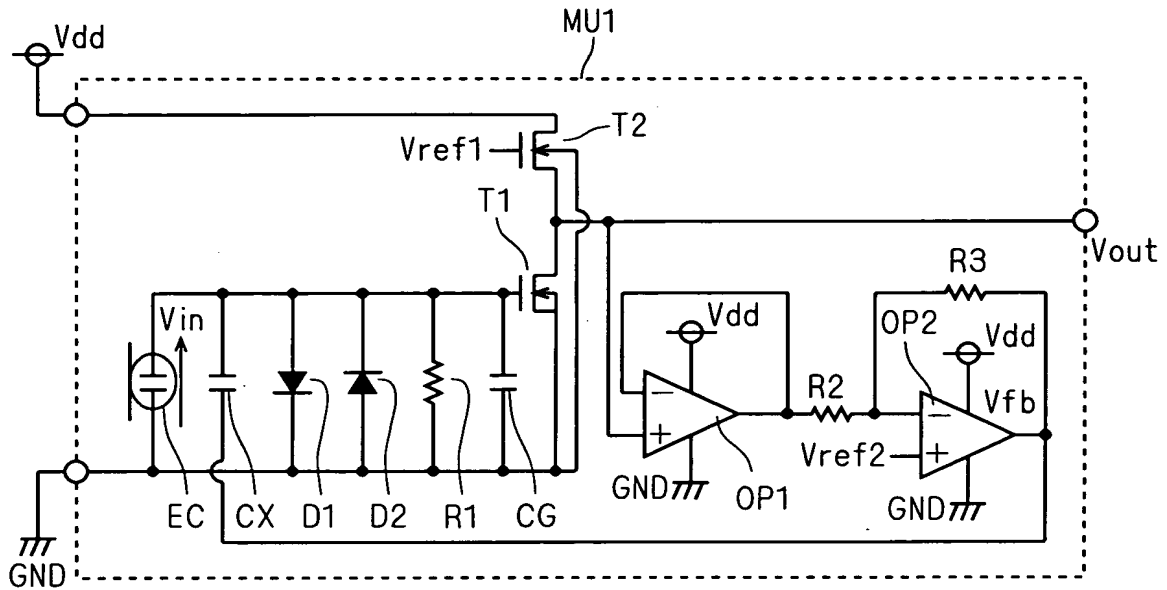 MU1
Vdd
T2
Vref1
T1
Vout
R3
Vin
Vdd
OP2
Vdd
R2
Vfb
−
+
−
+
Vref2
GND
OP1
GND
EC
CX
D1
D2
R1
CG
GND